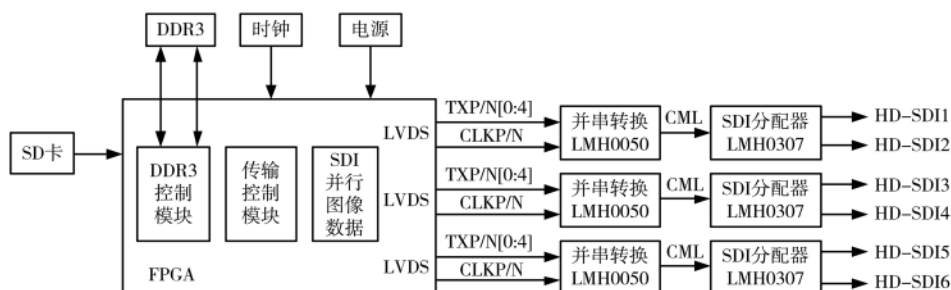 DDR3
时钟
电源
SD卡
DDR3
控制
模块
传输
控制
模块
SDI
并行
图像
数据
FPGA
LVDS
TXP/N[0:4]
CLKP/N
并串转换
LMH0050
CML
SDI分配器
LMH0307
HD-SDI1
HD-SDI2
LVDS
TXP/N[0:4]
CLKP/N
并串转换
LMH0050
CML
SDI分配器
LMH0307
HD-SDI3
HD-SDI4
LVDS
TXP/N[0:4]
CLKP/N
并串转换
LMH0050
CML
SDI分配器
LMH0307
HD-SDI5
HD-SDI6